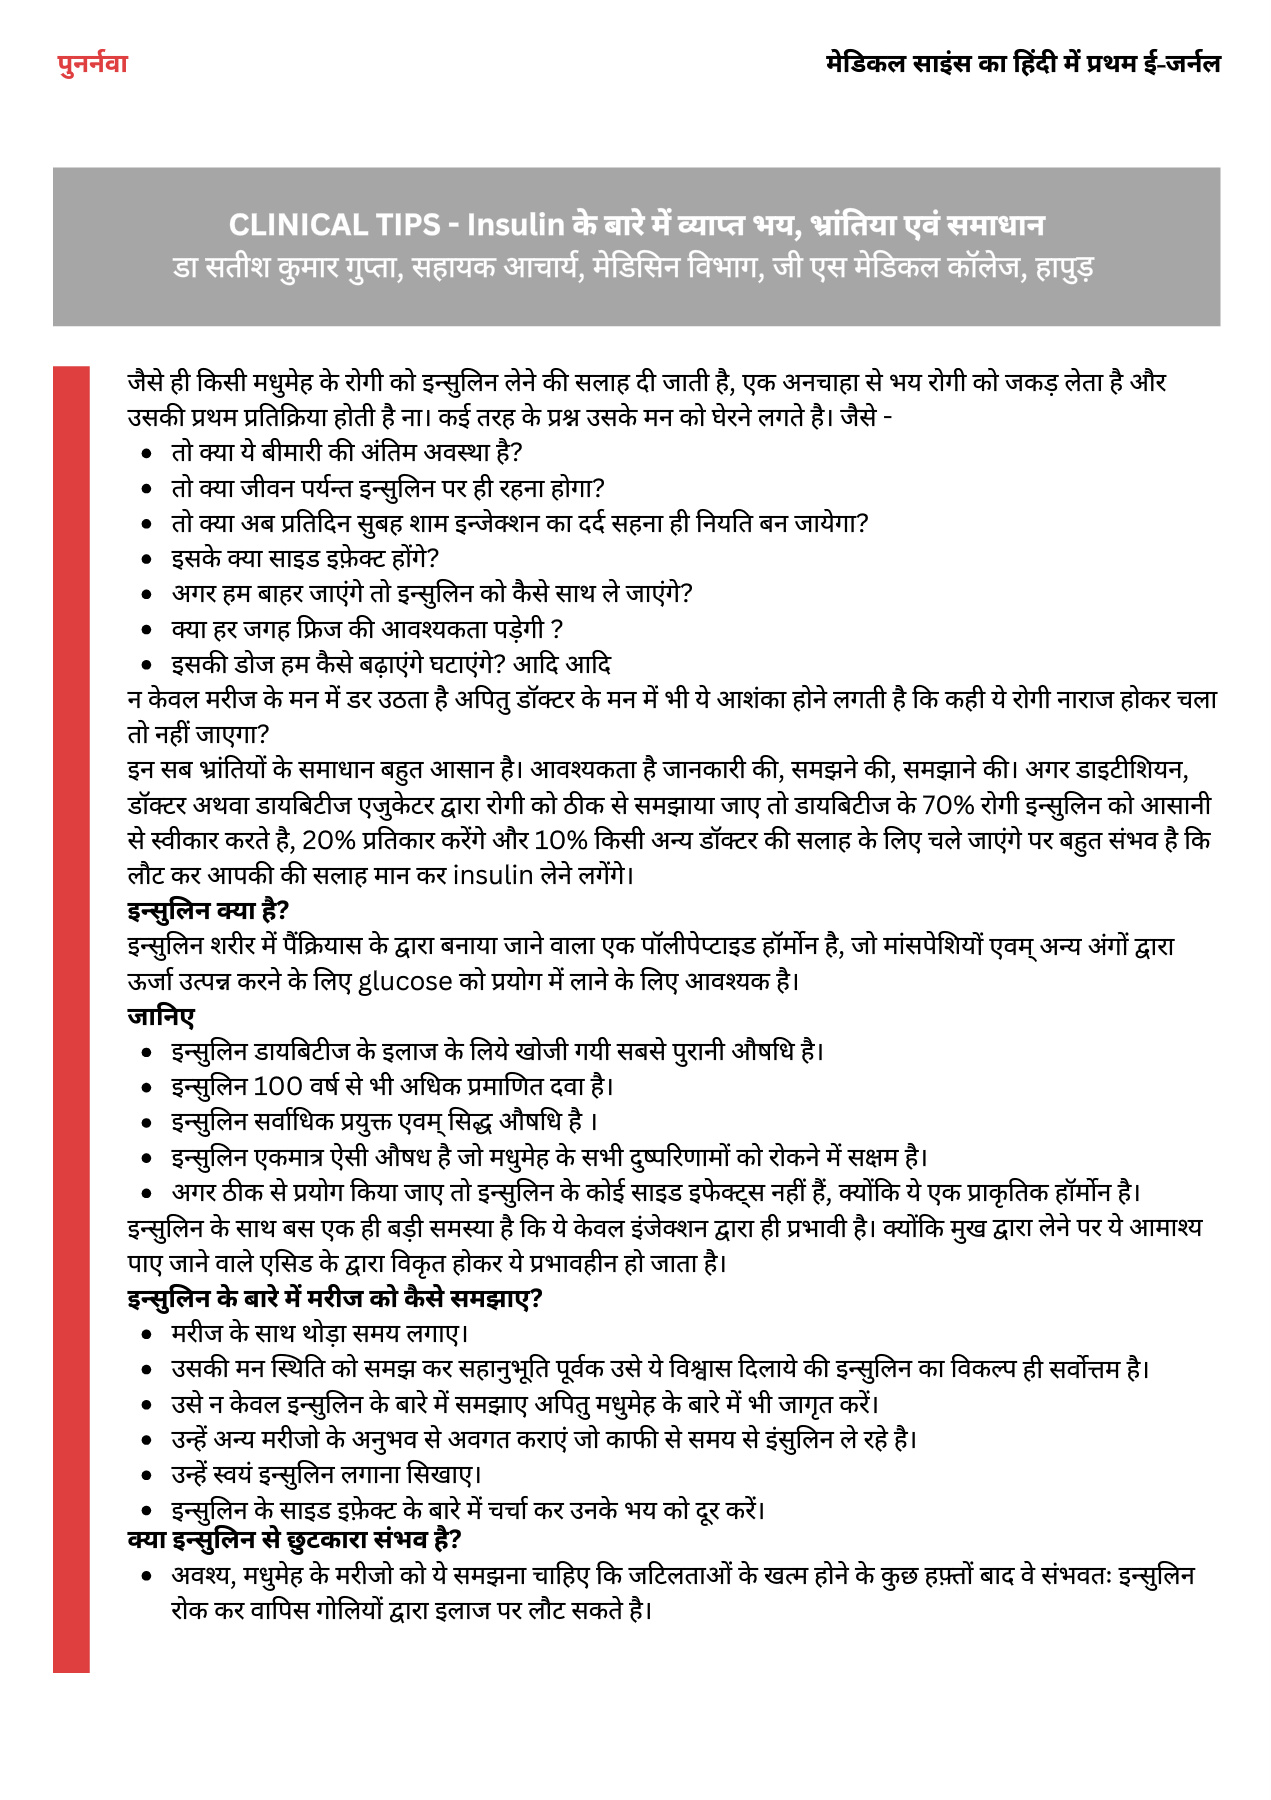 पुनर्नवा
मेडिकल साइंस का हिंदी में प्रथम ई-जर्नल
CLINICAL TIPS - Insulin के बारे में व्याप्त भय, भ्रांतिया एवं समाधान
डा सतीश कुमार गुप्ता, सहायक आचार्य, मेडिसिन विभाग, जी एस मेडिकल कॉलेज, हापुड़
जैसे ही किसी मधुमेह के रोगी को इन्सुलिन लेने की सलाह दी जाती है, एक अनचाहा से भय रोगी को जकड़ लेता है और
उसकी प्रथम प्रतिक्रिया होती है ना। कई तरह के प्रश्न उसके मन को घेरने लगते है। जैसे -
• तो क्या ये बीमारी की अंतिम अवस्था है?
• तो क्या जीवन पर्यन्त इन्सुलिन पर ही रहना होगा?
• तो क्या अब प्रतिदिन सुबह शाम इन्जेक्शन का दर्द सहना ही नियति बन जायेगा?
• इसके क्या साइड इफ़ेक्ट होंगे?
• अगर हम बाहर जाएंगे तो इन्सुलिन को कैसे साथ ले जाएंगे?
• क्या हर जगह फ्रिज की आवश्यकता पड़ेगी ?
• इसकी डोज हम कैसे बढ़ाएंगे घटाएंगे? आदि आदि
न केवल मरीज के मन में डर उठता है अपितु डॉक्टर के मन में भी ये आशंका होने लगती है कि कही ये रोगी नाराज होकर चला
तो नहीं जाएगा?
इन सब भ्रांतियों के समाधान बहुत आसान है। आवश्यकता है जानकारी की, समझने की, समझाने की। अगर डाइटीशियन,
डॉक्टर अथवा डायबिटीज एजुकेटर द्वारा रोगी को ठीक से समझाया जाए तो डायबिटीज के 70% रोगी इन्सुलिन को आसानी
से स्वीकार करते है, 20% प्रतिकार करेंगे और 10% किसी अन्य डॉक्टर की सलाह के लिए चले जाएंगे पर बहुत संभव है कि
लौट कर आपकी की सलाह मान कर insulin लेने लगेंगे।
इन्सुलिन क्या है?
इन्सुलिन शरीर में पैंक्रियास के द्वारा बनाया जाने वाला एक पॉलीपेप्टाइड हॉर्मोन है, जो मांसपेशियों एवम् अन्य अंगों द्वारा
ऊर्जा उत्पन्न करने के लिए glucose को प्रयोग में लाने के लिए आवश्यक है।
जानिए
• इन्सुलिन डायबिटीज के इलाज के लिये खोजी गयी सबसे पुरानी औषधि है।
• इन्सुलिन 100 वर्ष से भी अधिक प्रमाणित दवा है।
• इन्सुलिन सर्वाधिक प्रयुक्त एवम् सिद्ध औषधि है ।
• इन्सुलिन एकमात्र ऐसी औषध है जो मधुमेह के सभी दुष्परिणामों को रोकने में सक्षम है।
• अगर ठीक से प्रयोग किया जाए तो इन्सुलिन के कोई साइड इफेक्ट्स नहीं हैं, क्योंकि ये एक प्राकृतिक हॉर्मोन है।
इन्सुलिन के साथ बस एक ही बड़ी समस्या है कि ये केवल इंजेक्शन द्वारा ही प्रभावी है। क्योंकि मुख द्वारा लेने पर ये आमाश्य
पाए जाने वाले एसिड के द्वारा विकृत होकर ये प्रभावहीन हो जाता है।
इन्सुलिन के बारे में मरीज को कैसे समझाए?
• मरीज के साथ थोड़ा समय लगाए।
• उसकी मन स्थिति को समझ कर सहानुभूति पूर्वक उसे ये विश्वास दिलाये की इन्सुलिन का विकल्प ही सर्वोत्तम है।
• उसे न केवल इन्सुलिन के बारे में समझाए अपितु मधुमेह के बारे में भी जागृत करें।
• उन्हें अन्य मरीजो के अनुभव से अवगत कराएं जो काफी से समय से इंसुलिन ले रहे है।
• उन्हें स्वयं इन्सुलिन लगाना सिखाए।
• इन्सुलिन के साइड इफ़ेक्ट के बारे में चर्चा कर उनके भय को दूर करें।
क्या इन्सुलिन से छुटकारा संभव है?
• अवश्य, मधुमेह के मरीजो को ये समझना चाहिए कि जटिलताओं के खत्म होने के कुछ हफ़्तों बाद वे संभवतः इन्सुलिन
रोक कर वापिस गोलियों द्वारा इलाज पर लौट सकते है।